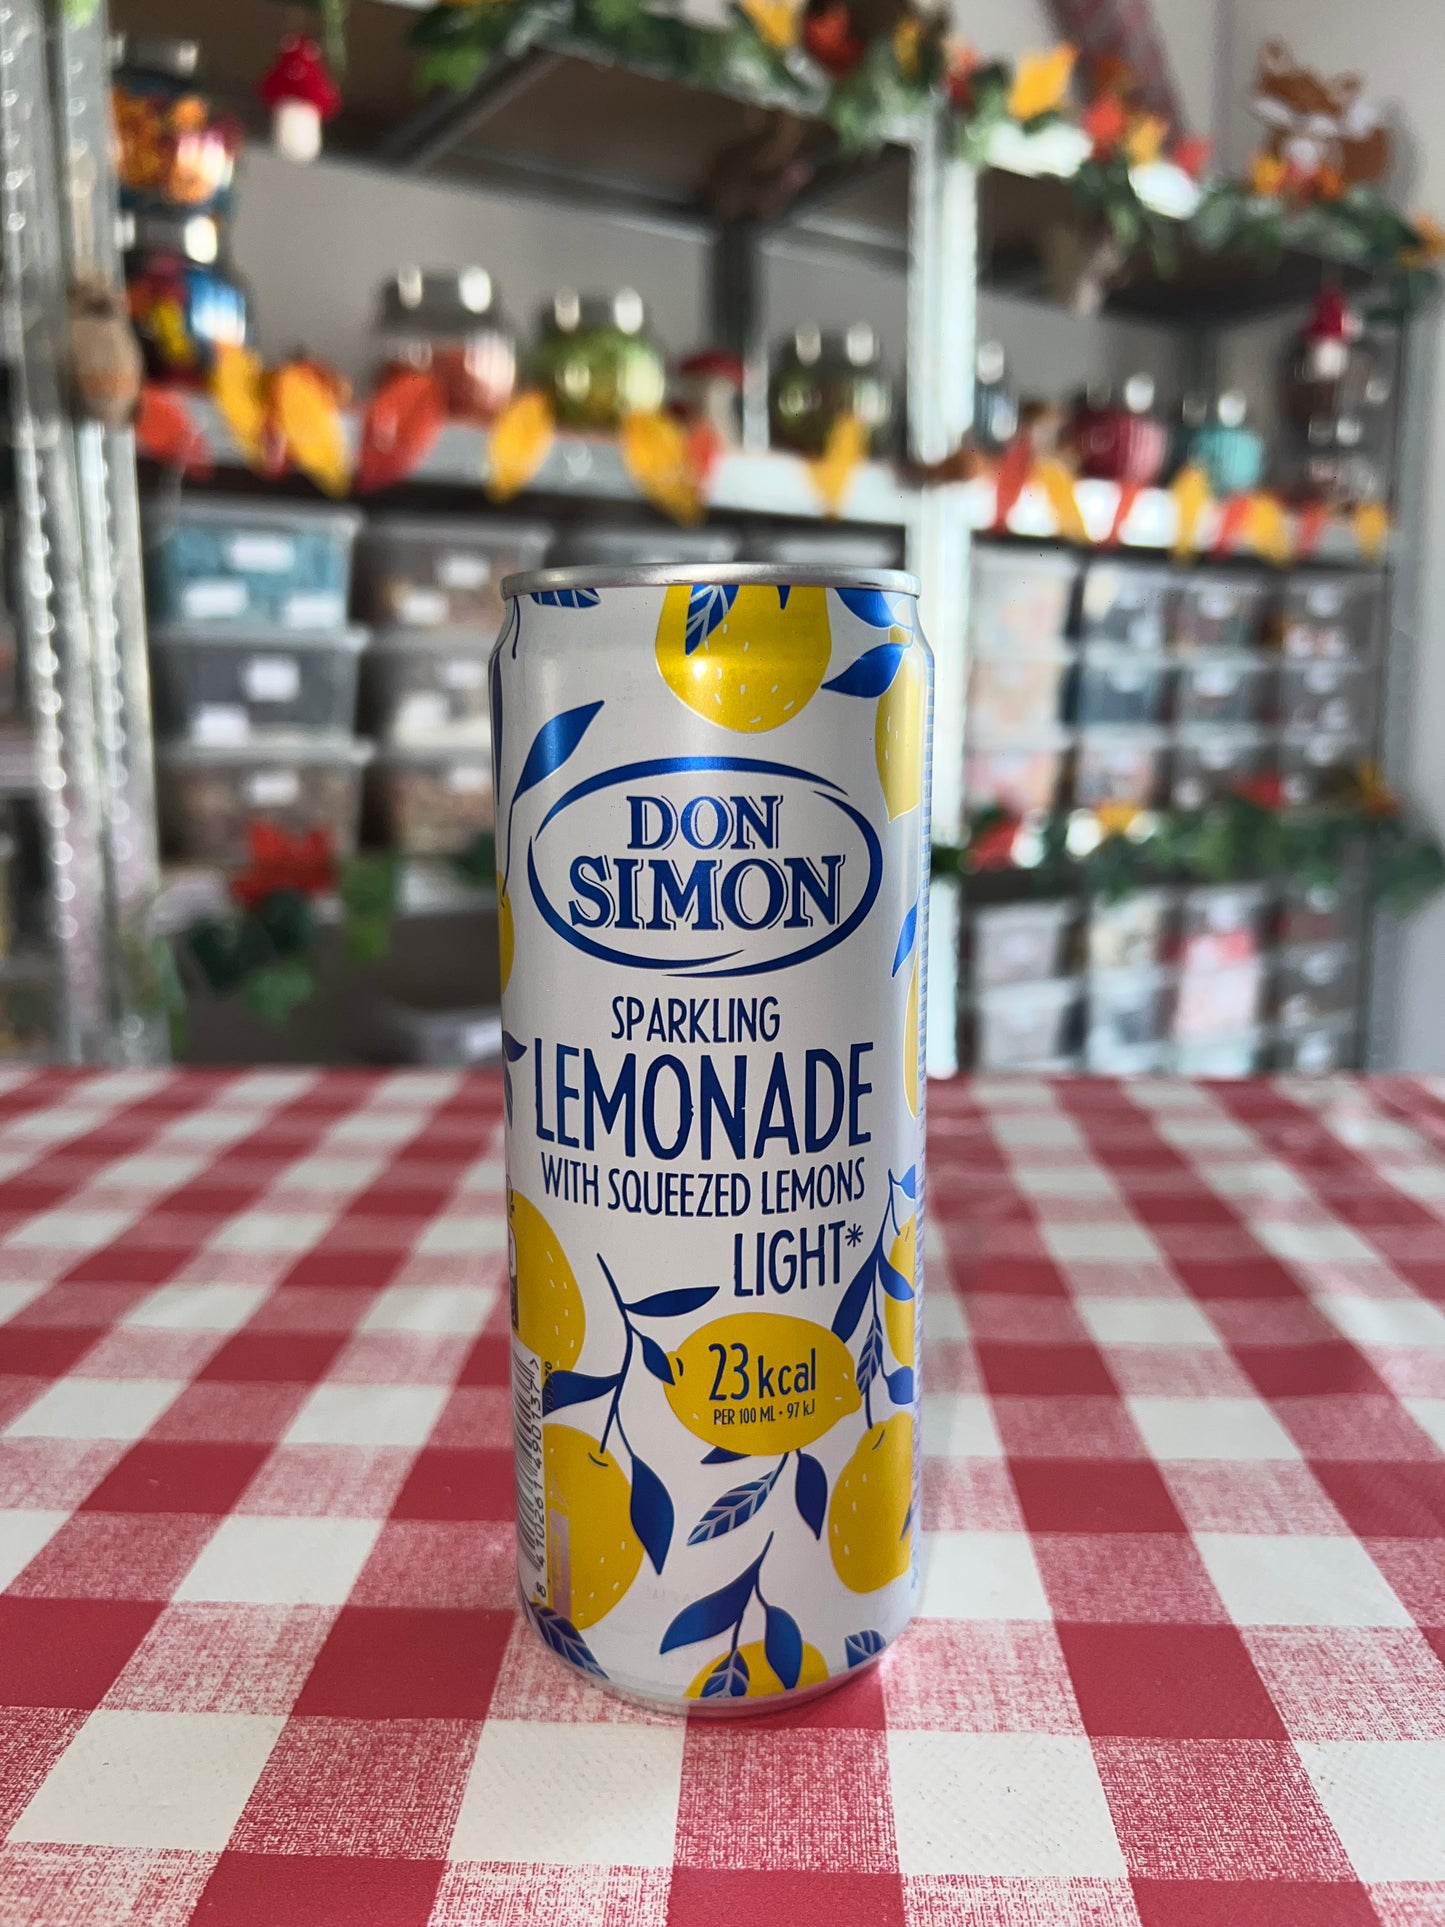 DON
SIMON
SPARKLING
LEMONADE
WITH SQUEEZED LEMONS
LIGHT*
23 kcal
PER 100 ML • 97 kJ